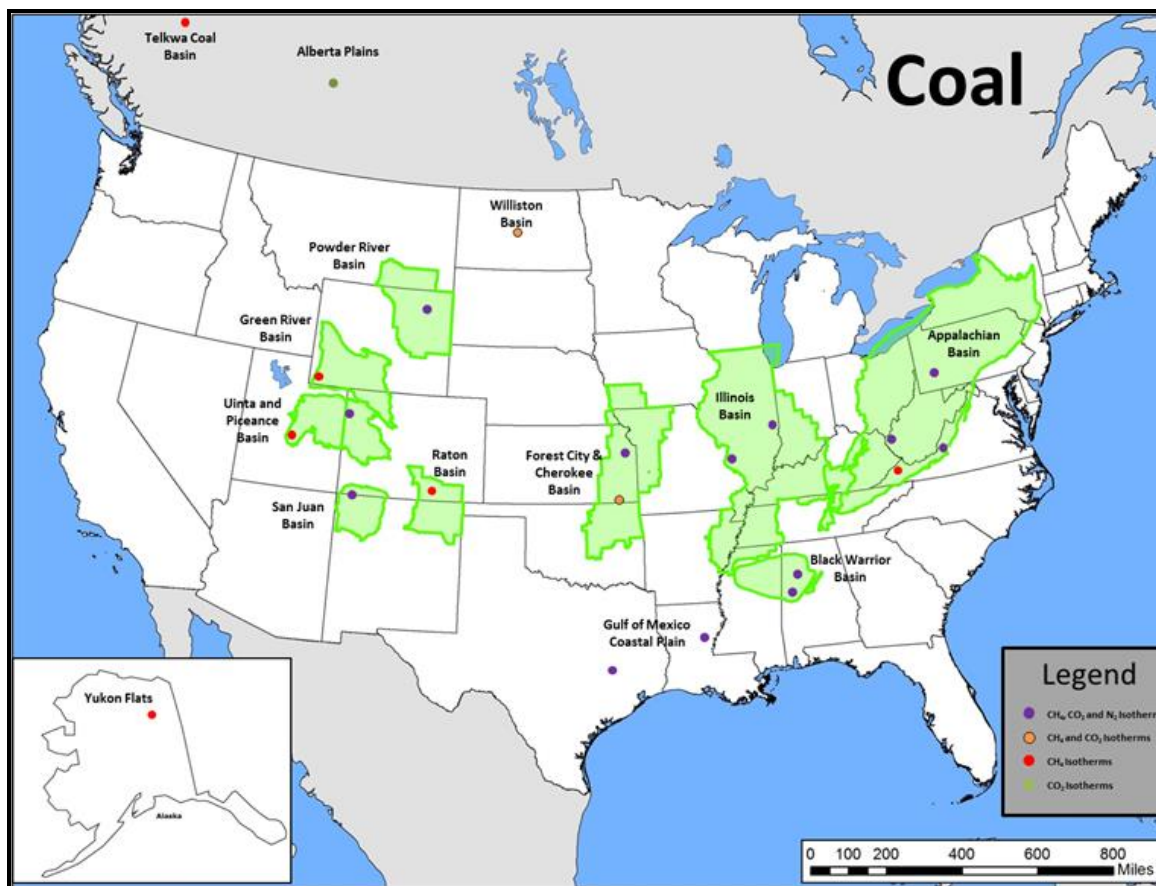 Coal
Telkwa Coal
Basin
Alberta Plains
Williston
Basin
Powder River
Basin
Green River
Basin
Appalachian
Basin
Uinta and
Piceance
Basin
Illinois
Basin
Raton
Basin
Forest City &
Cherokee
Basin
San Juan
Basin
Black Warrior
Basin
Gulf of Mexico
Coastal Plain
Yukon Flats
Alaska
Legend
CH₄, CO₂ and N₂ Isotherm
CH₄ and CO₂ Isotherms
CH₄ Isotherms
CO₂ Isotherms
0 100 200 400 600 800
Miles